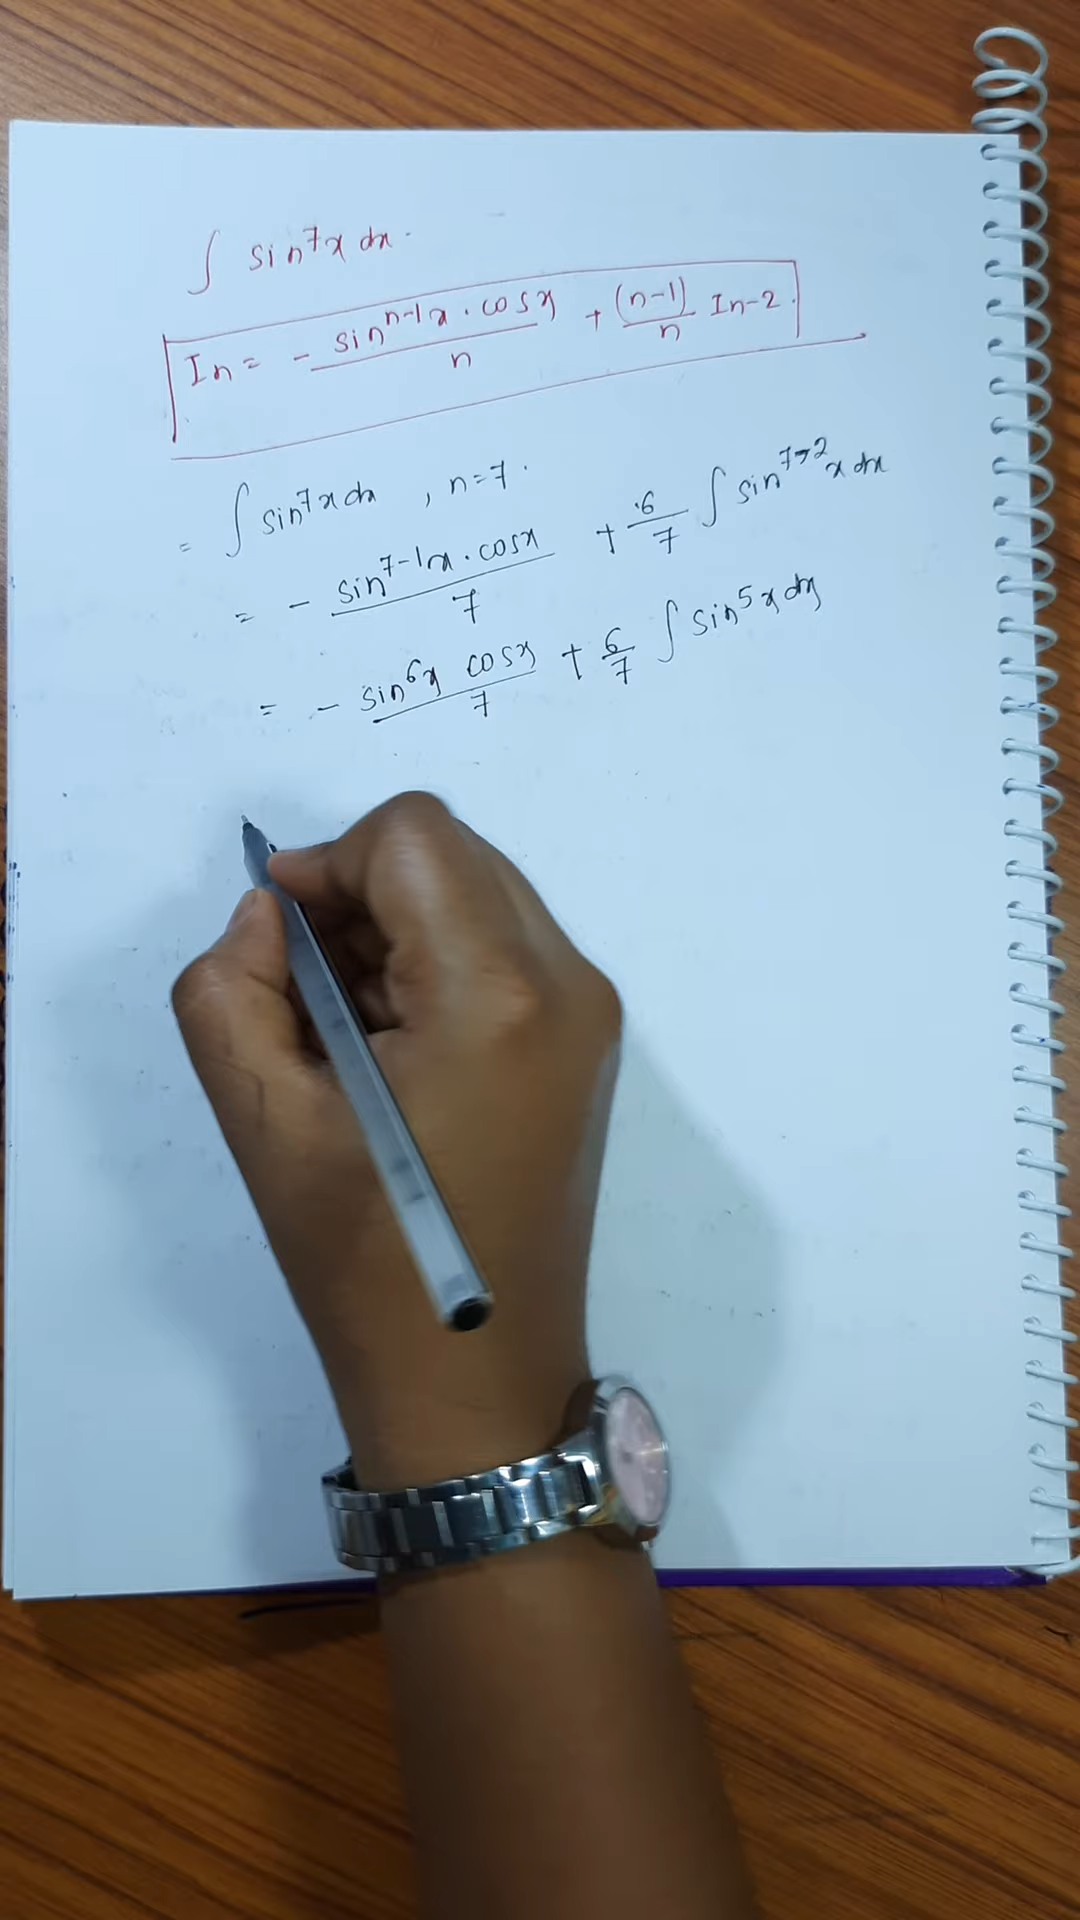 ∫ sin⁷x dx.
In = - sinⁿ⁻¹x . cosx / n + (n-1)/n In-2.
= ∫ sin⁷x dx , n=7.
= - sin⁷⁻¹x . cosx / 7 + 6/7 ∫ sin⁷⁻²x dx
= - sin⁶x cosx / 7 + 6/7 ∫ sin⁵x dx